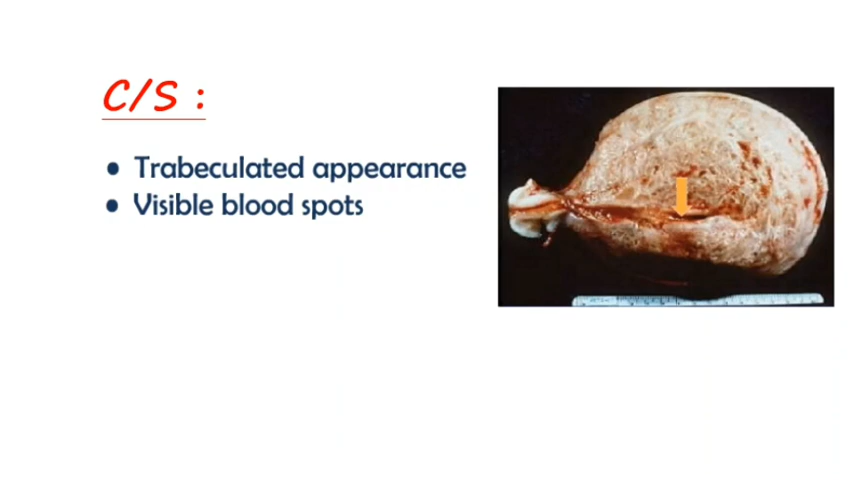 C/S :
• Trabeculated appearance
• Visible blood spots